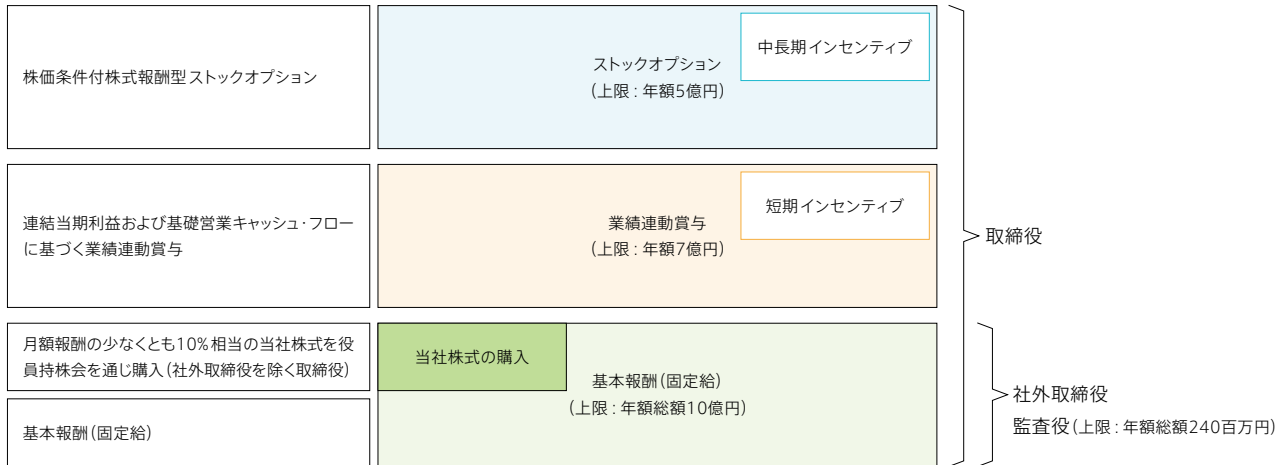 株価条件付株式報酬型ストックオプション
ストックオプション
(上限:年額5億円)
中長期インセンティブ
連結当期利益および基礎営業キャッシュ・フロー
に基づく業績連動賞与
業績連動賞与
(上限:年額7億円)
短期インセンティブ
取締役
月額報酬の少なくとも10%相当の当社株式を役
員持株会を通じ購入(社外取締役を除く取締役)
当社株式の購入
基本報酬(固定給)
(上限:年額総額10億円)
基本報酬(固定給)
社外取締役
監査役(上限:年額総額240百万円)